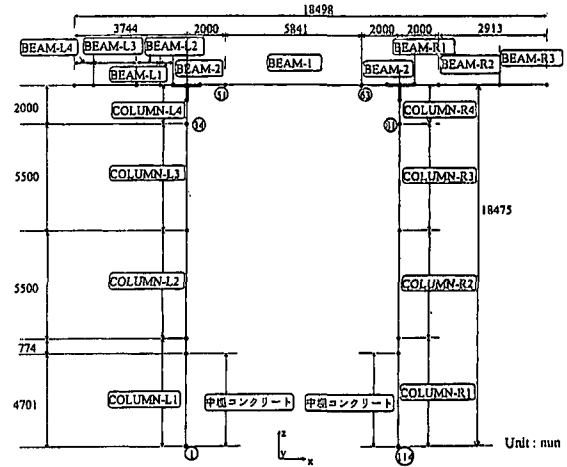 18498
3744 2000 5841 2000 2000 2913
BEAM-L4 BEAM-L3 BEAM-L2 BEAM-R1
BEAM-L1 BEAM-2 BEAM-1 BEAM-2 BEAM-R2 BEAM-R3
51 63
2000 COLUMN-L4 COLUMN-R4
34
5500 COLUMN-L3 COLUMN-R3
18475
5500 COLUMN-L2 COLUMN-R2
774
4701 COLUMN-L1 中埋コンクリート 中埋コンクリート COLUMN-R1
z
y x
1 114
Unit : mm